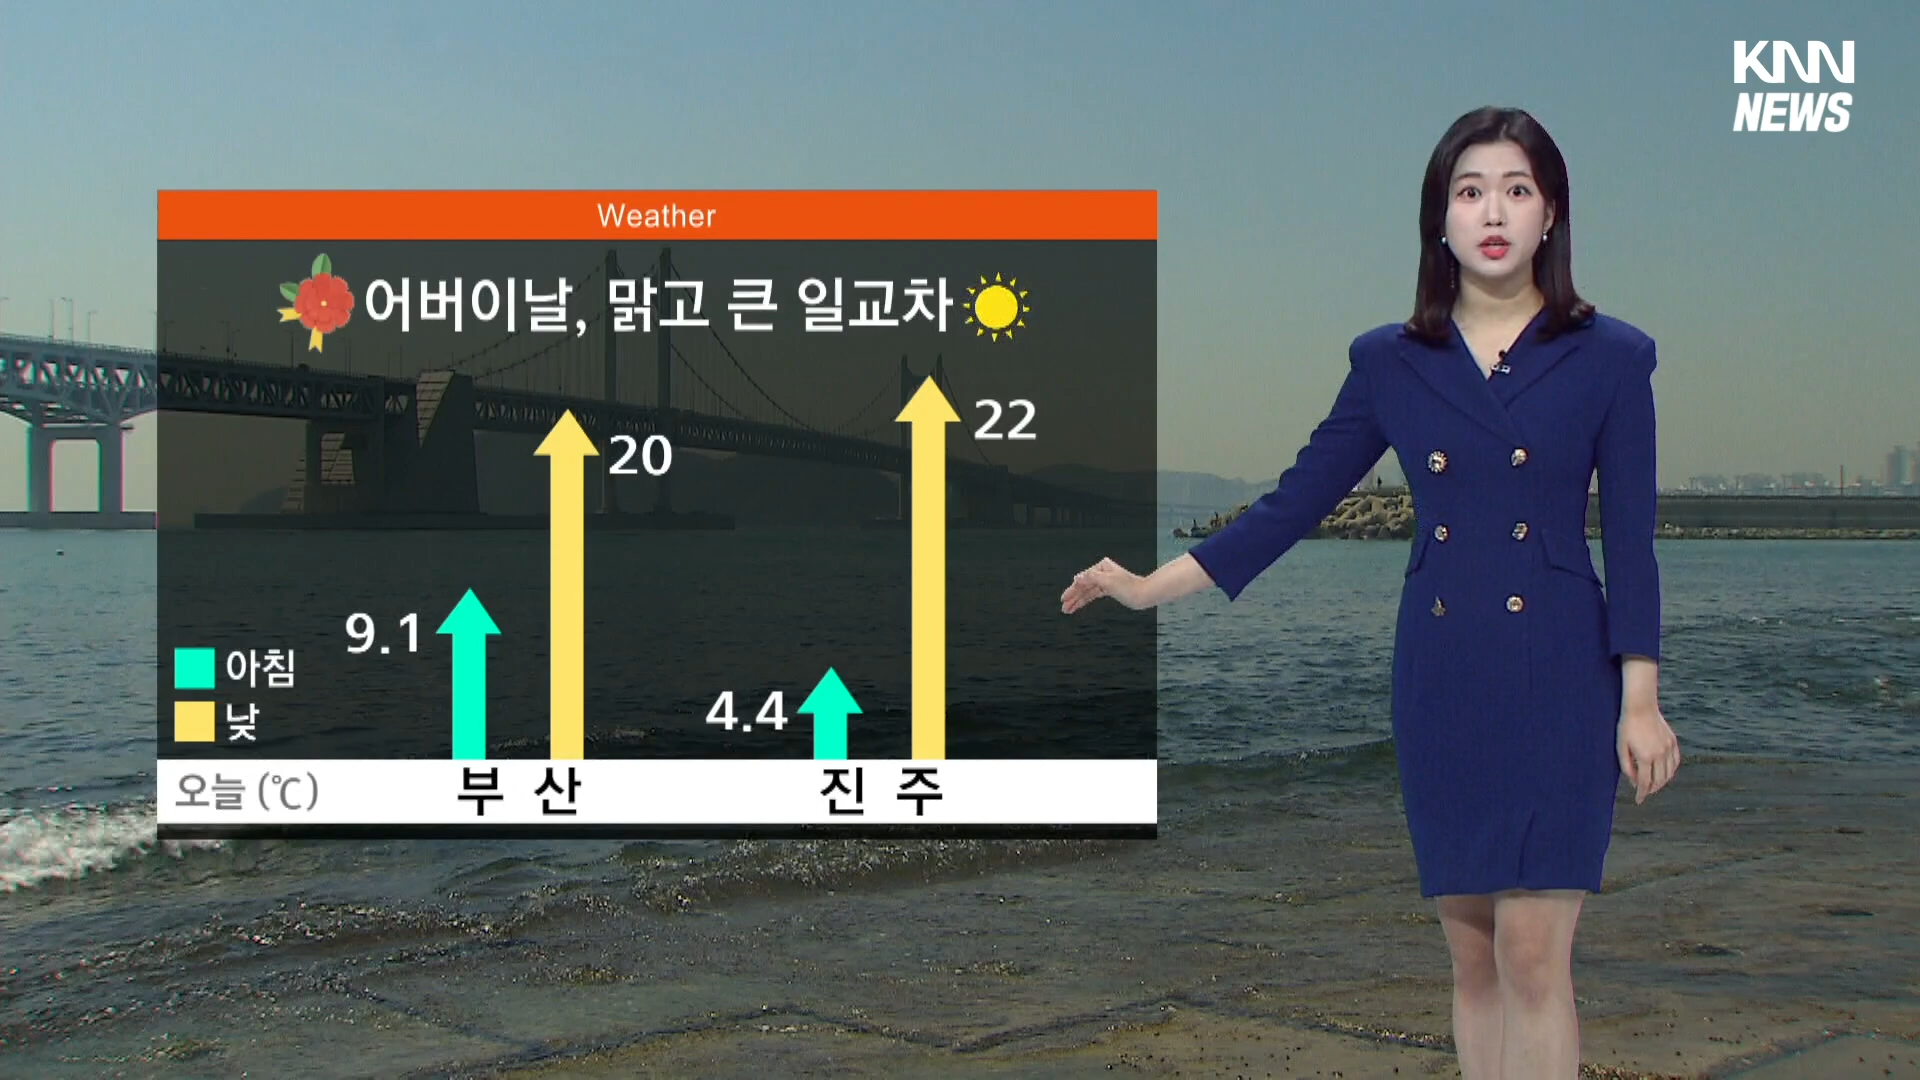 KNN
NEWS
Weather
어버이날, 맑고 큰 일교차
20
22
9.1
4.4
아침
낮
오늘 (℃)
부 산
진 주